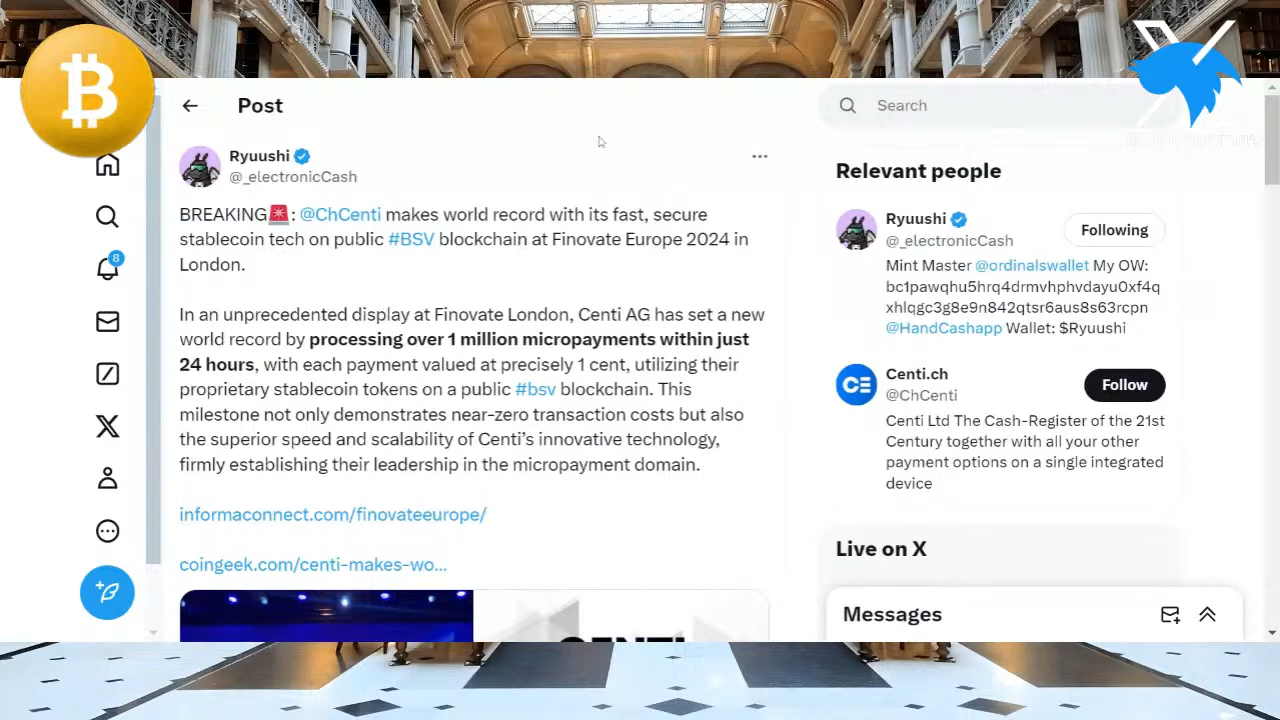 Post
Search
Ryuushi
@_electronicCash
BREAKING🚨: @ChCenti makes world record with its fast, secure
stablecoin tech on public #BSV blockchain at Finovate Europe 2024 in
London.
In an unprecedented display at Finovate London, Centi AG has set a new
world record by processing over 1 million micropayments within just
24 hours, with each payment valued at precisely 1 cent, utilizing their
proprietary stablecoin tokens on a public #bsv blockchain. This
milestone not only demonstrates near-zero transaction costs but also
the superior speed and scalability of Centi’s innovative technology,
firmly establishing their leadership in the micropayment domain.
informaconnect.com/finovateeurope/
coingeek.com/centi-makes-wo...
8
Relevant people
Ryuushi
@_electronicCash
Following
Mint Master @ordinalswallet My OW:
bc1pawqhu5hrq4drmvhphvdayu0xf4q
xhlqgc3g8e9n842qtsr6aus8s63rcpn
@HandCashapp Wallet: $Ryuushi
Centi.ch
@ChCenti
Follow
Centi Ltd The Cash-Register of the 21st
Century together with all your other
payment options on a single integrated
device
Live on X
Messages